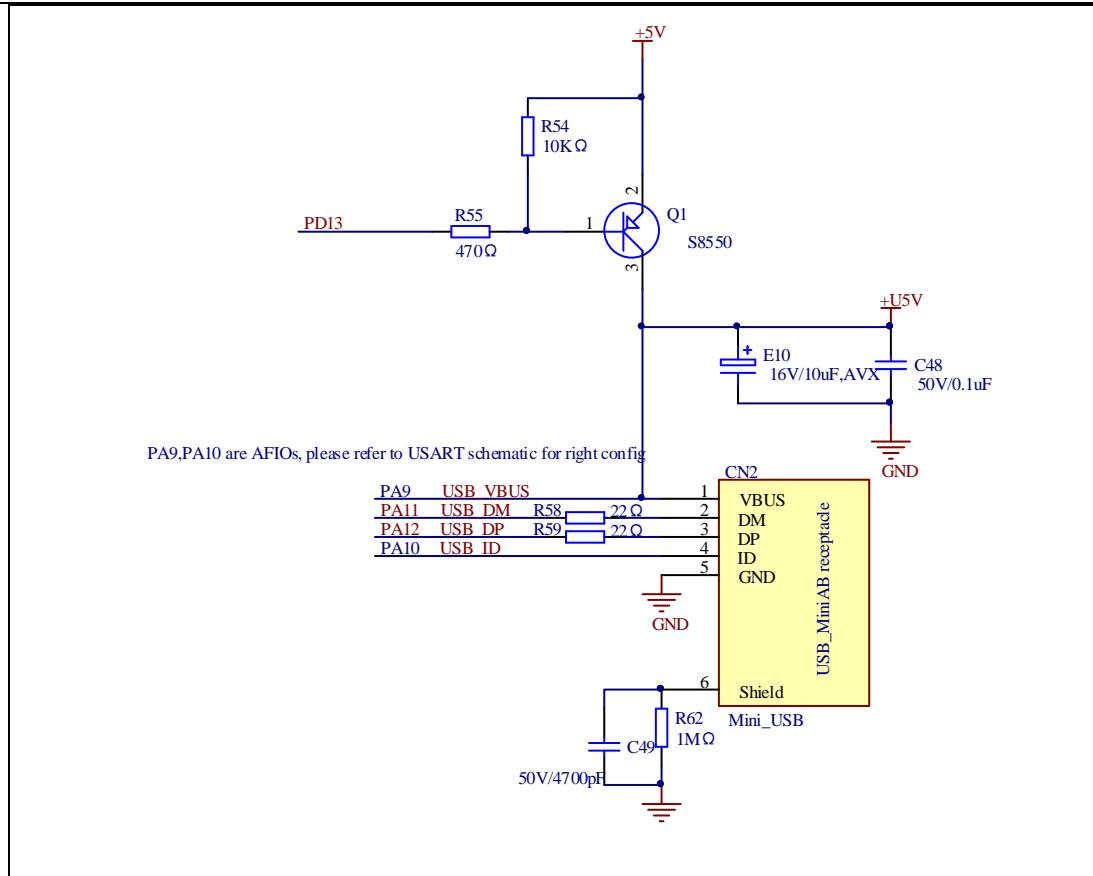 +5V
R54
10KΩ
2
Q1
PD13
R55
1
S8550
470Ω
3
+U5V
E10
16V/10uF,AVX
C48
50V/0.1uF
PA9,PA10 are AFIOs, please refer to USART schematic for right config
GND
CN2
PA9 USB_VBUS 1 VBUS
PA11 USB_DM R58 22Ω 2 DM
PA12 USB_DP R59 22Ω 3 DP
PA10 USB_ID 4 ID
5 GND
GND
USB_MiniAB receptacle
6 Shield
Mini_USB
R62
1MΩ
C49
50V/4700pF